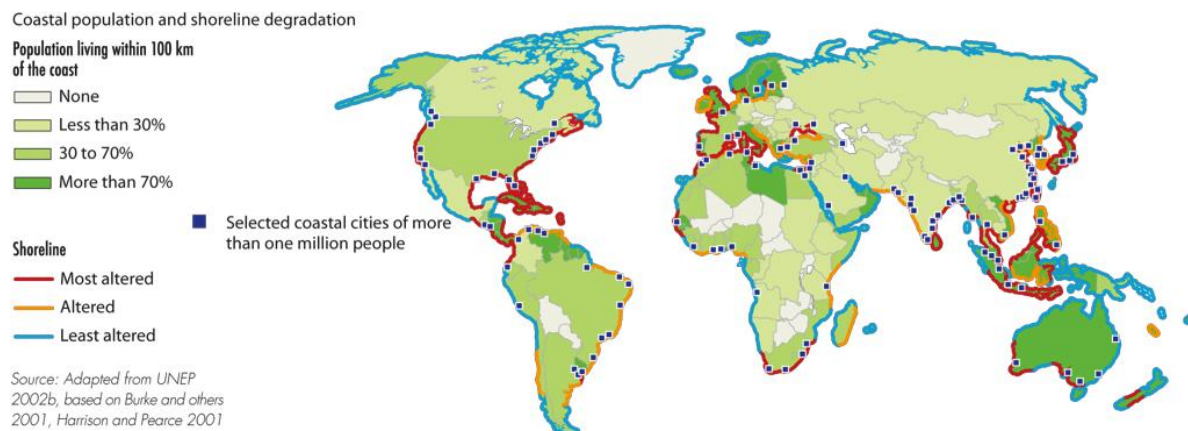 Coastal population and shoreline degradation
Population living within 100 km
of the coast
None
Less than 30%
30 to 70%
More than 70%
Selected coastal cities of more
than one million people
Shoreline
Most altered
Altered
Least altered
Source: Adapted from UNEP
2002b, based on Burke and others
2001, Harrison and Pearce 2001